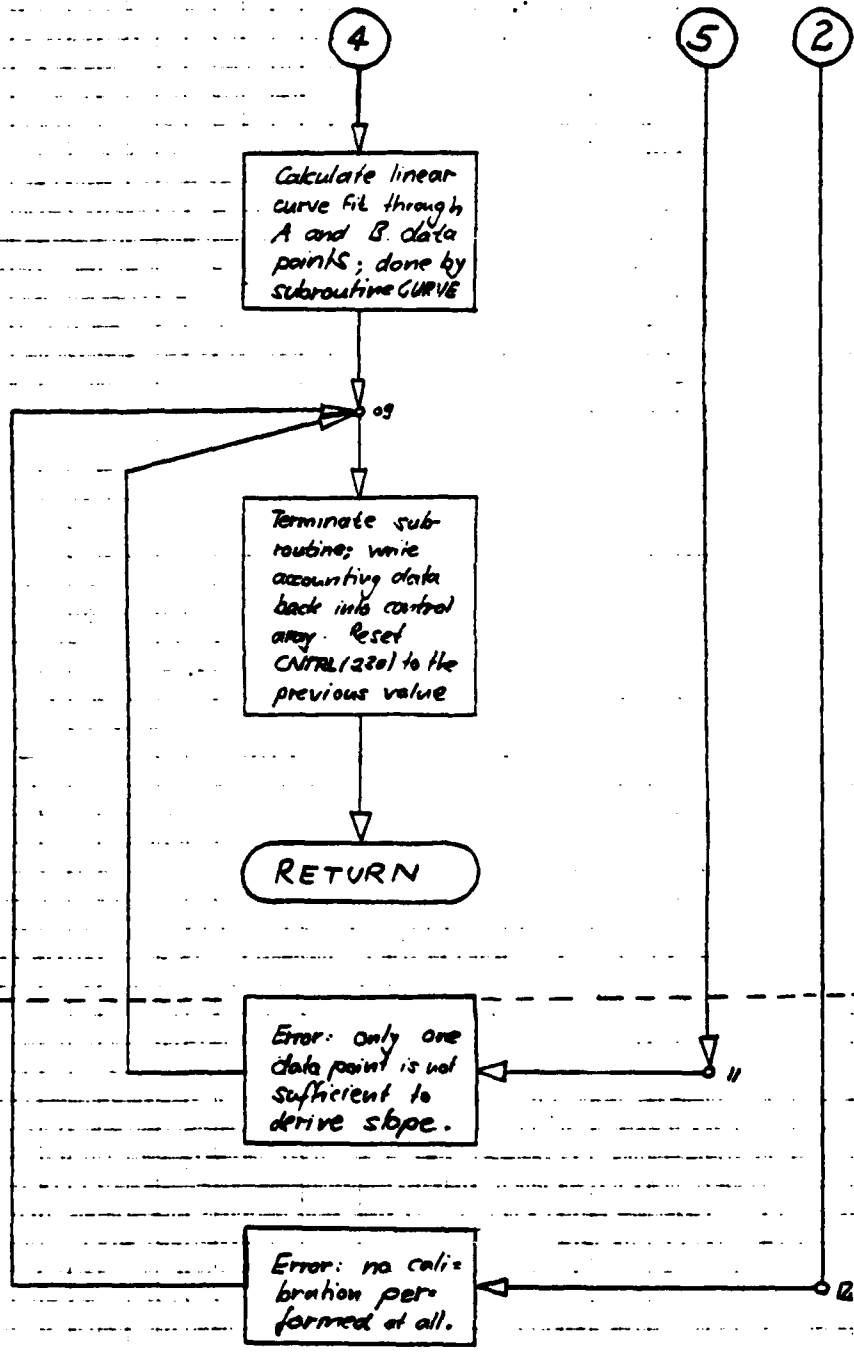 4
5
2
Calculate linear
curve fit through
A and B. data
points; done by
subroutine CURVE
09
Terminate sub-
routine; write
accounting data
back into control
array. Reset
CNTRL(230) to the
previous value
RETURN
Error: only one
data point is not
sufficient to
derive slope.
11
Error: no cali=
bration per=
formed at all.
12